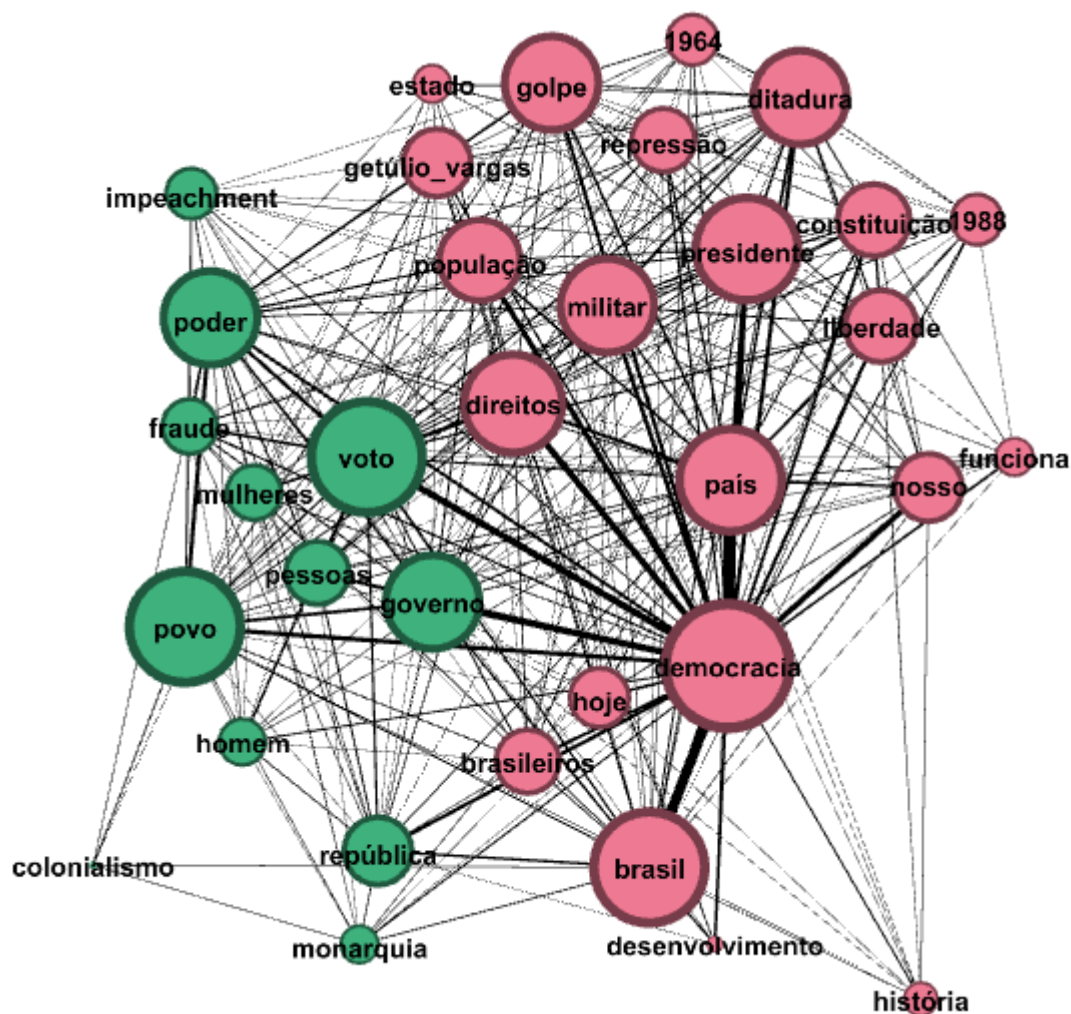 1964
estado
golpe
ditadura
repressão
getúlio_vargas
impeachment
constituição
1988
presidente
população
militar
poder
liberdade
direitos
fraude
voto
funciona
país
nosso
mulheres
pessoas
governo
povo
democracia
hoje
homem
brasileiros
república
colonialismo
brasil
monarquia
desenvolvimento
história